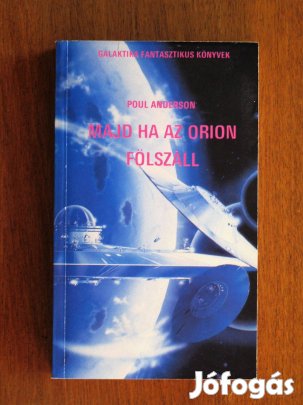 GALAKTIKA FANTASZTIKUS KÖNYVEK
POUL ANDERSON
MAJD HA AZ ORION
FÖLSZÁLL
Jófogás